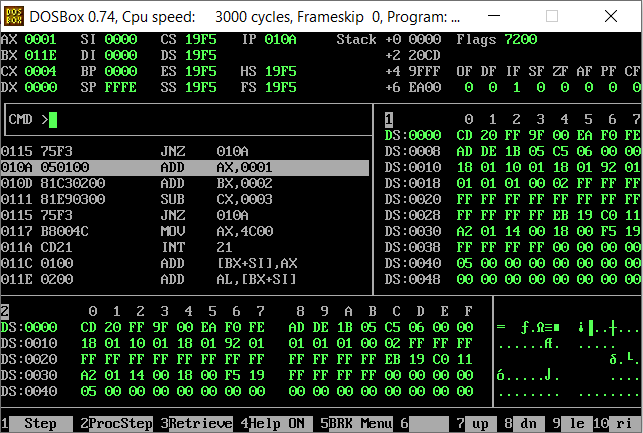 DOSBox 0.74, Cpu speed: 3000 cycles, Frameskip 0, Program: ...
AX 0001 SI 0000 CS 19F5 IP 010A Stack +0 0000 Flags 7200
BX 011E DI 0000 DS 19F5 +2 20CD
CX 0004 BP 0000 ES 19F5 HS 19F5 +4 9FFF OF DF IF SF ZF AF PF CF
DX 0000 SP FFFE SS 19F5 FS 19F5 +6 EA00 0 0 1 0 0 0 0 0
CMD >
1 0 1 2 3 4 5 6 7
DS:0000 CD 20 FF 9F 00 EA F0 FE
0115 75F3 JNZ 010A DS:0008 AD DE 1B 05 C5 06 00 00
010A 050100 ADD AX,0001 DS:0010 18 01 10 01 18 01 92 01
010D 81C30200 ADD BX,0002 DS:0018 01 01 01 00 02 FF FF FF
0111 81E90300 SUB CX,0003 DS:0020 FF FF FF FF FF FF FF FF
0115 75F3 JNZ 010A DS:0028 FF FF FF FF EB 19 C0 11
0117 B8004C MOV AX,4C00 DS:0030 A2 01 14 00 18 00 F5 19
011A CD21 INT 21 DS:0038 FF FF FF FF 00 00 00 00
011C 0100 ADD [BX+SI],AX DS:0040 05 00 00 00 00 00 00 00
011E 0200 ADD AL,[BX+SI] DS:0048 00 00 00 00 00 00 00 00
2 0 1 2 3 4 5 6 7 8 9 A B C D E F
DS:0000 CD 20 FF 9F 00 EA F0 FE AD DE 1B 05 C5 06 00 00 = ƒ.Ω≡■ ¡▐..┼...
DS:0010 18 01 10 01 18 01 92 01 01 01 01 00 02 FF FF FF ......Æ. .....
DS:0020 FF FF FF FF FF FF FF FF FF FF FF FF EB 19 C0 11 δ.└.
DS:0030 A2 01 14 00 18 00 F5 19 FF FF FF FF 00 00 00 00 ó.....⌡. ....
DS:0040 05 00 00 00 00 00 00 00 00 00 00 00 00 00 00 00 ........ ........
1 Step 2 ProcStep 3 Retrieve 4 Help ON 5 BRK Menu 6 7 up 8 dn 9 le 10 ri